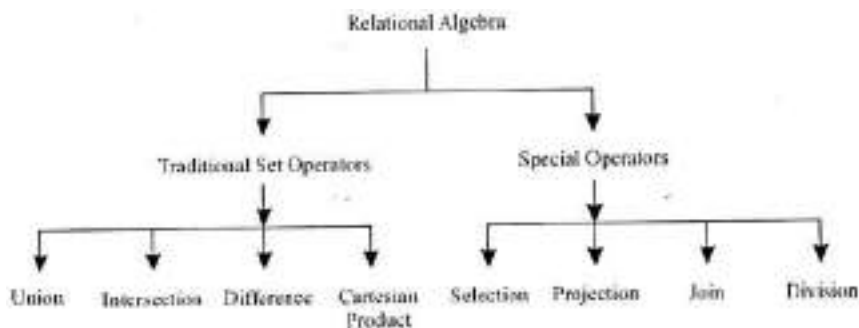 Relational Algebra
Traditional Set Operators
Special Operators
Union
Intersection
Difference
Cartesian
Product
Selection
Projection
Join
Division